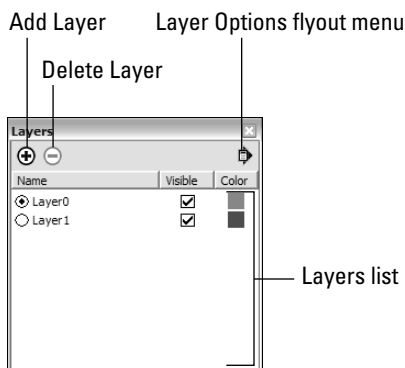 Add Layer
Layer Options flyout menu
Delete Layer
Layers
Name Visible Color
Layer0
Layer1
Layers list